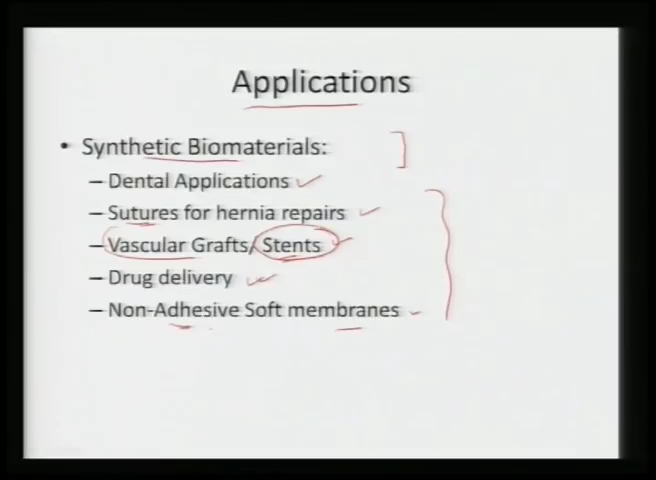 Applications
• Synthetic Biomaterials:
– Dental Applications
– Sutures for hernia repairs
– Vascular Grafts/ Stents
– Drug delivery
– Non-Adhesive Soft membranes